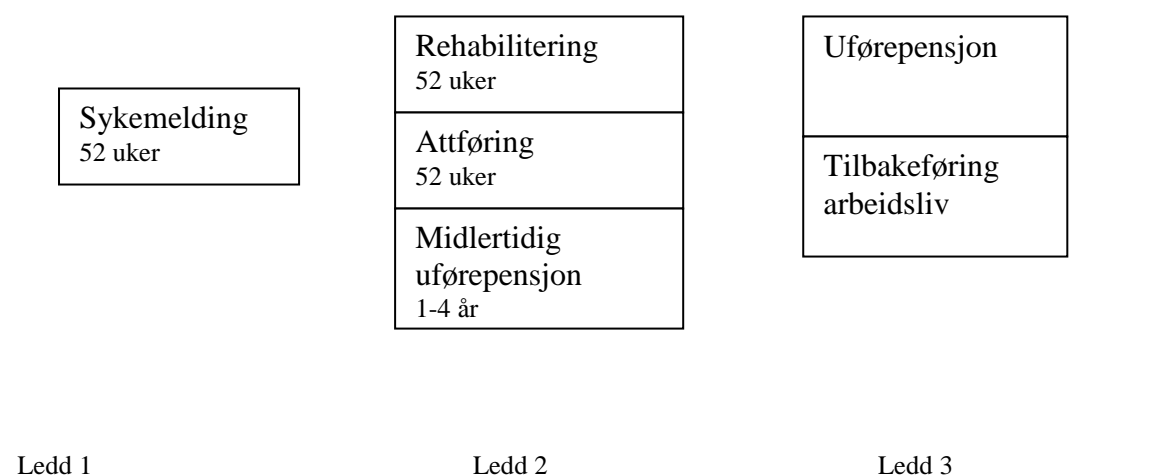 Sykemelding
52 uker
Rehabilitering
52 uker
Attføring
52 uker
Midlertidig
uførepensjon
1-4 år
Uførepensjon
Tilbakeføring
arbeidsliv
Ledd 1
Ledd 2
Ledd 3